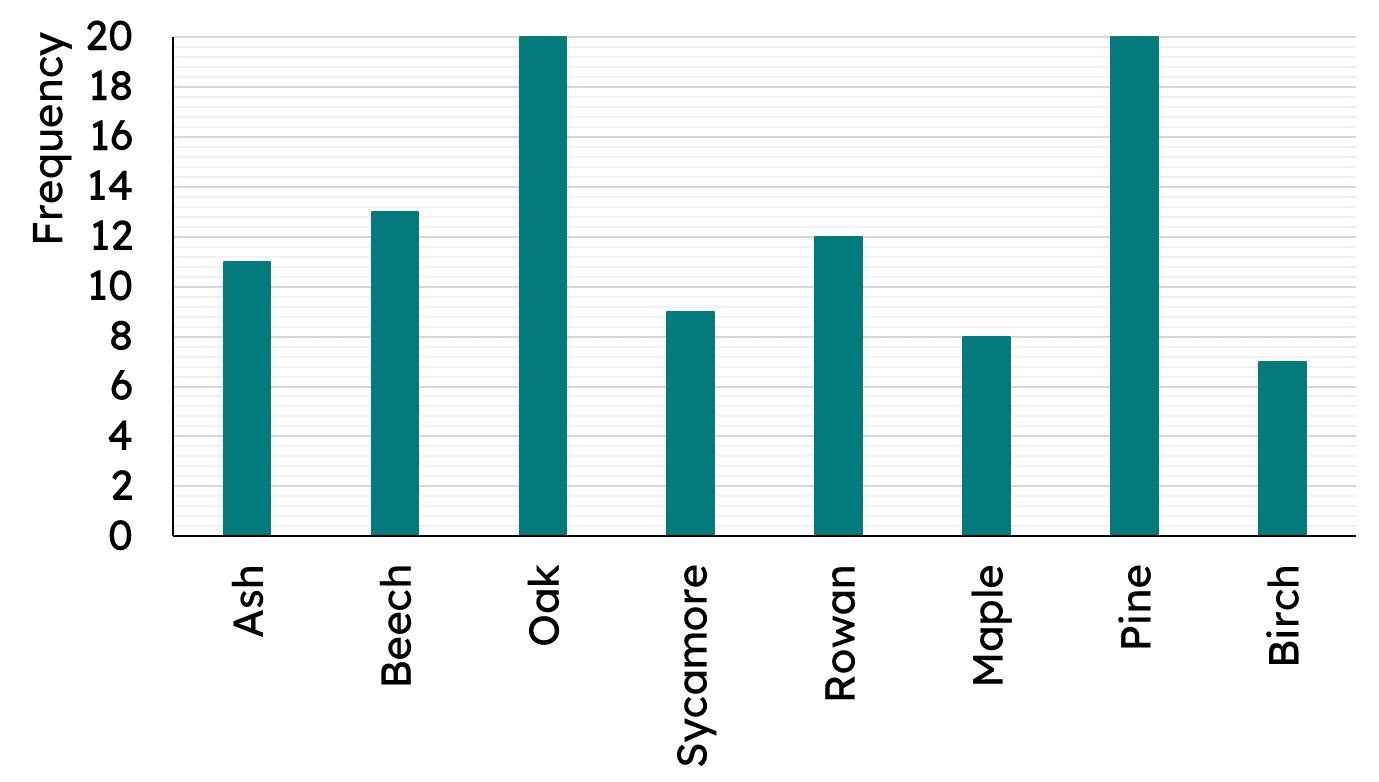 Frequency
20
18
16
14
12
10
8
6
4
2
0
Ash
Beech
Oak
Sycamore
Rowan
Maple
Pine
Birch